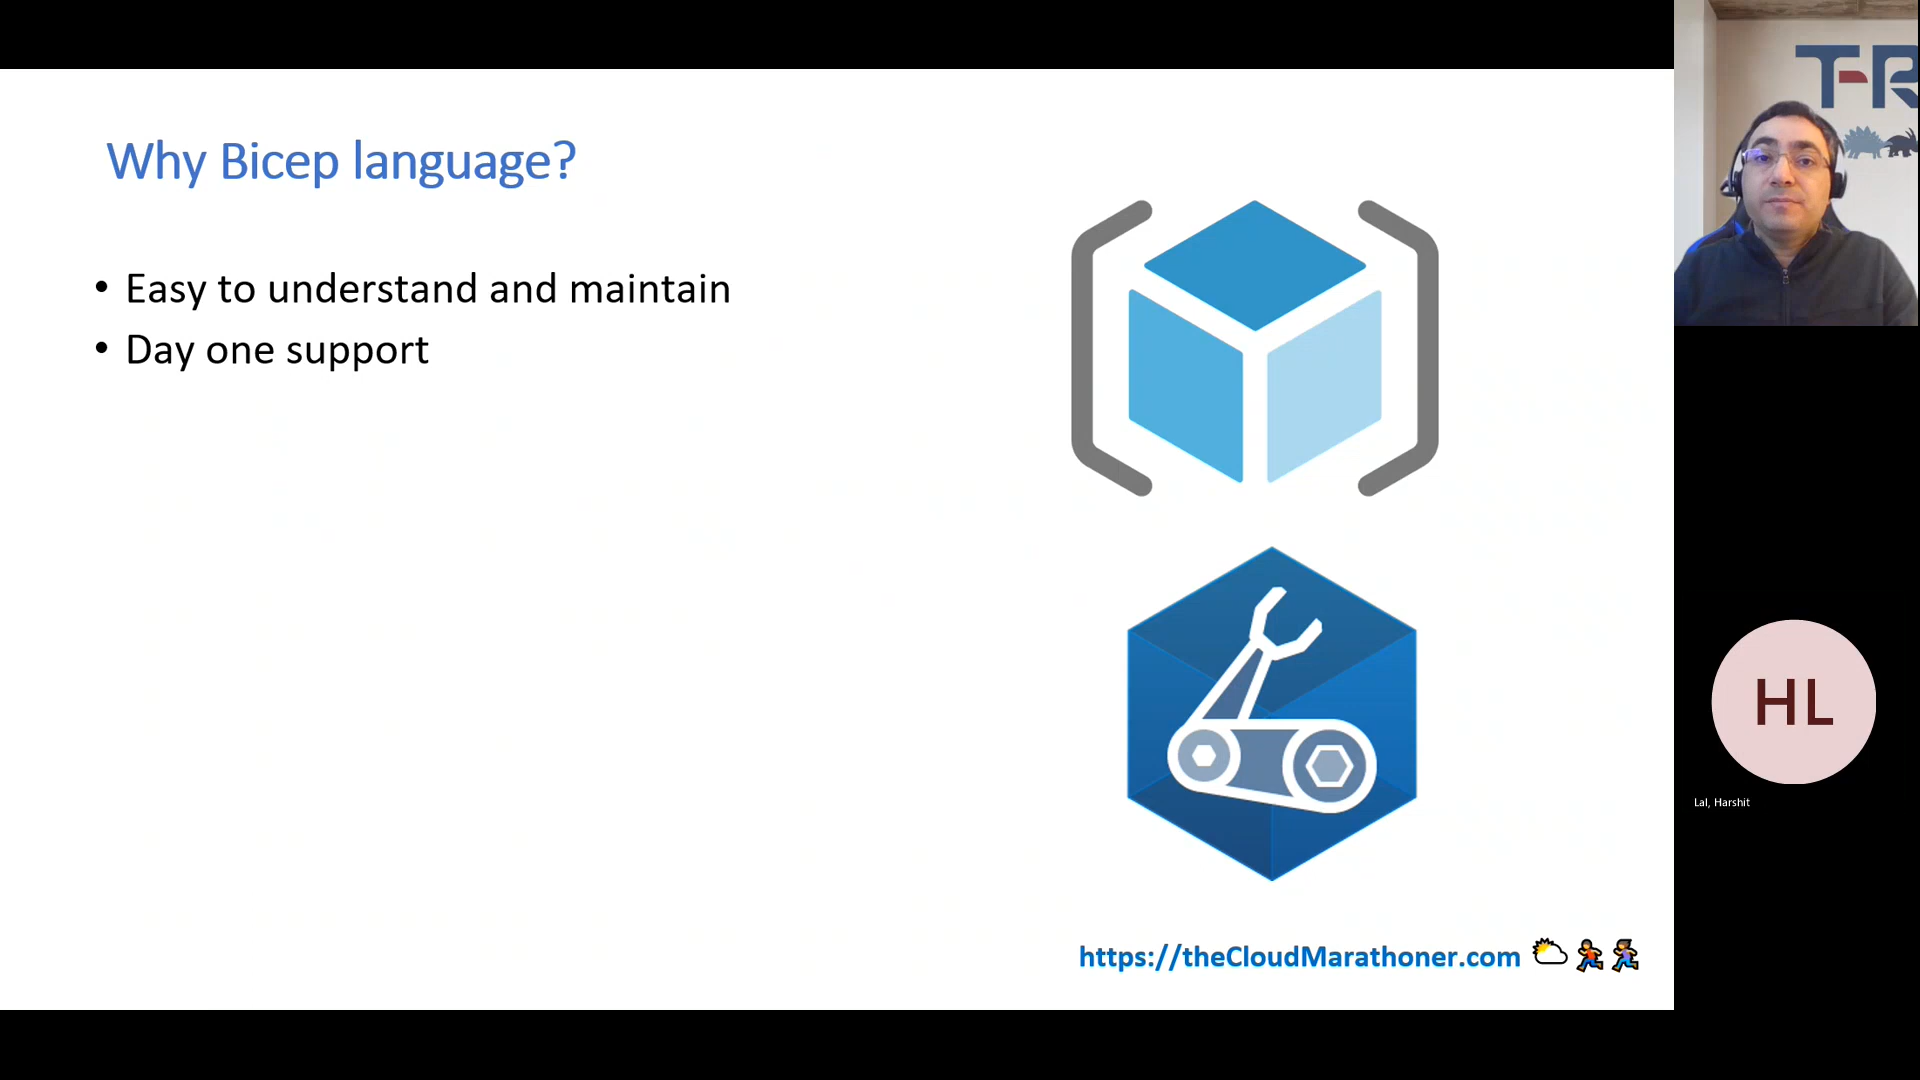 Why Bicep language?
• Easy to understand and maintain
• Day one support
https://theCloudMarathoner.com
T-R
HL
Lal, Harshit